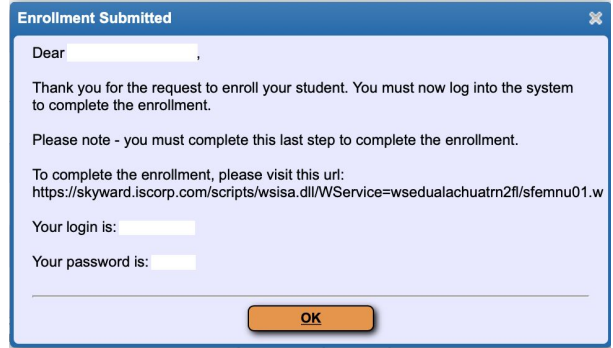 Enrollment Submitted
Dear ,
Thank you for the request to enroll your student. You must now log into the system
to complete the enrollment.
Please note - you must complete this last step to complete the enrollment.
To complete the enrollment, please visit this url:
https://skyward.iscorp.com/scripts/wsisa.dll/WService=wsedualachuatrn2fl/sfemnu01.w
Your login is:
Your password is:
OK